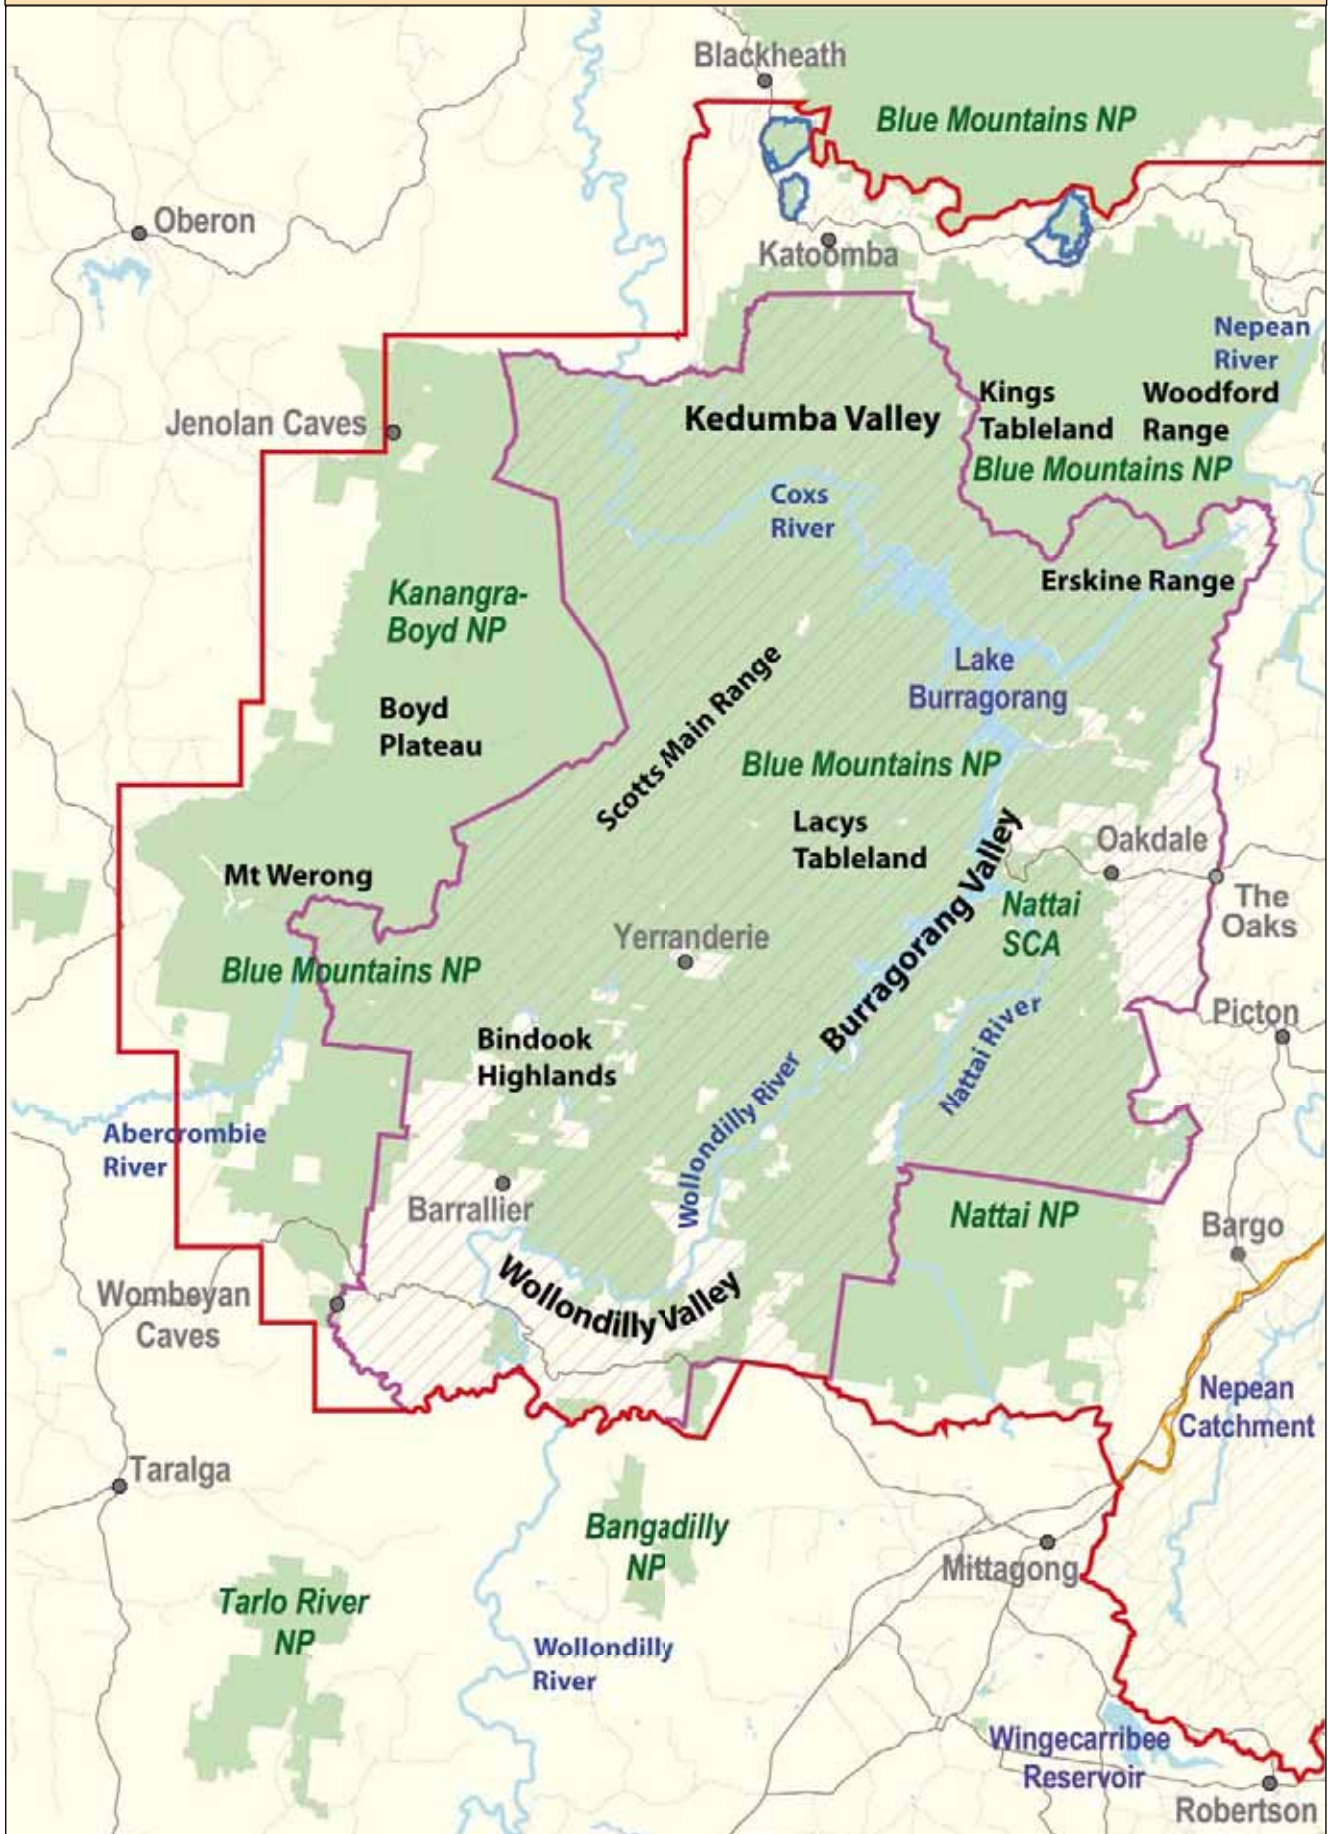 Blackheath
Blue Mountains NP
Oberon
Katoomba
Nepean
River
Kings
Tableland
Woodford
Range
Kedumba Valley
Jenolan Caves
Blue Mountains NP
Coxs
River
Erskine Range
Kanangra-
Boyd NP
Lake
Burragorang
Boyd
Plateau
Scotts Main Range
Blue Mountains NP
Lacys
Tableland
Oakdale
Mt Werong
Burragorang Valley
Nattai
SCA
The
Oaks
Yerranderie
Blue Mountains NP
Picton
Bindook
Highlands
Nattai River
Wollondilly River
Abercrombie
River
Barrallier
Nattai NP
Bargo
Wombeyan
Caves
Wollondilly Valley
Nepean
Catchment
Taralga
Bangadilly
NP
Mittagong
Tarlo River
NP
Wollondilly
River
Wingecarribee
Reservoir
Robertson